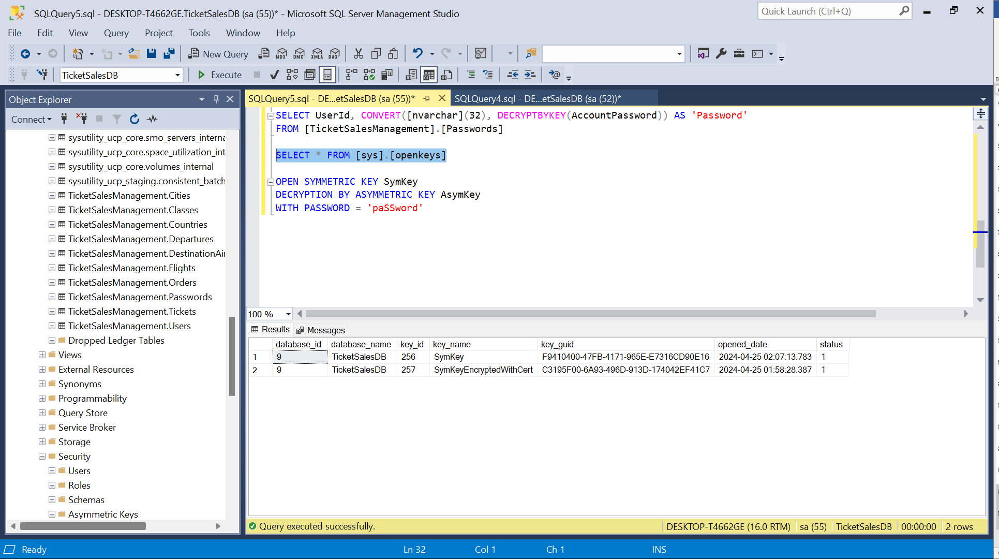 SQLQuery5.sql - DESKTOP-T4662GE.TicketSalesDB (sa (55))* - Microsoft SQL Server Management Studio
Quick Launch (Ctrl+Q)
File Edit View Query Project Tools Window Help
New Query MDX DMX XMLA DAX
TicketSalesDB Execute
Object Explorer
SQLQuery5.sql - DE...etSalesDB (sa (55))* SQLQuery4.sql - DE...etSalesDB (sa (52))*
Connect
sysutility_ucp_core.smo_servers_interna
sysutility_ucp_core.space_utilization_int
sysutility_ucp_core.volumes_internal
sysutility_ucp_staging.consistent_batch
TicketSalesManagement.Cities
TicketSalesManagement.Classes
TicketSalesManagement.Countries
TicketSalesManagement.Departures
TicketSalesManagement.DestinationAir
TicketSalesManagement.Flights
TicketSalesManagement.Orders
TicketSalesManagement.Passwords
TicketSalesManagement.Tickets
TicketSalesManagement.Users
Dropped Ledger Tables
Views
External Resources
Synonyms
Programmability
Query Store
Service Broker
Storage
Security
Users
Roles
Schemas
Asymmetric Keys
SELECT UserId, CONVERT([nvarchar](32), DECRYPTBYKEY(AccountPassword)) AS 'Password'
FROM [TicketSalesManagement].[Passwords]
SELECT * FROM [sys].[openkeys]
OPEN SYMMETRIC KEY SymKey
DECRYPTION BY ASYMMETRIC KEY AsymKey
WITH PASSWORD = 'paSSword'
100 %
Results Messages
database_id database_name key_id key_name key_guid opened_date status
1 9 TicketSalesDB 256 SymKey F9410400-47FB-4171-965E-E7316CD90E16 2024-04-25 02:07:13.783 1
2 9 TicketSalesDB 257 SymKeyEncryptedWithCert C3195F00-6A93-496D-913D-174042EF41C7 2024-04-25 01:58:28.387 1
Query executed successfully. DESKTOP-T4662GE (16.0 RTM) sa (55) TicketSalesDB 00:00:00 2 rows
Ready Ln 32 Col 1 Ch 1 INS